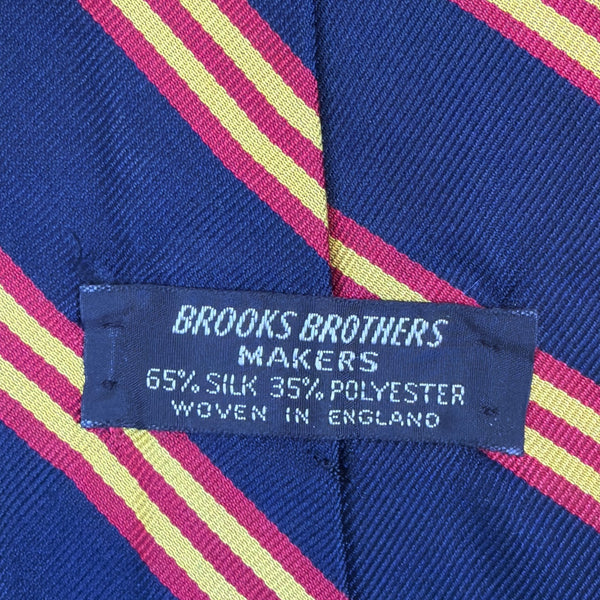 BROOKS BROTHERS
MAKERS
65% SILK 35% POLYESTER
WOVEN IN ENGLAND